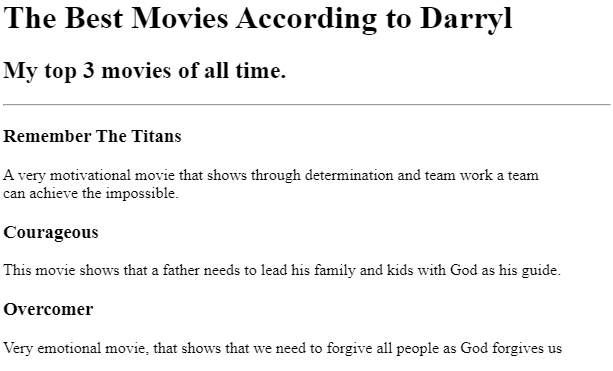 The Best Movies According to Darryl
My top 3 movies of all time.
Remember The Titans
A very motivational movie that shows through determination and team work a team
can achieve the impossible.
Courageous
This movie shows that a father needs to lead his family and kids with God as his guide.
Overcomer
Very emotional movie, that shows that we need to forgive all people as God forgives us